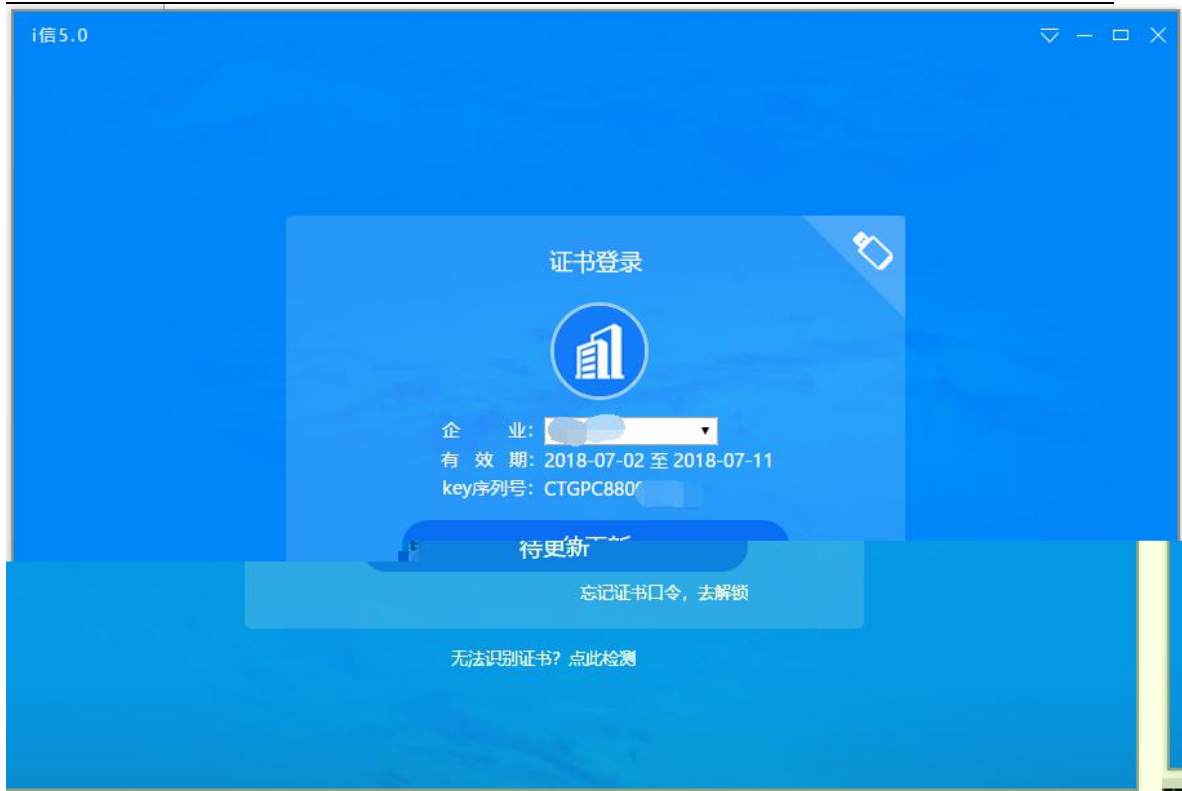 i信5.0
证书登录
企 业：
有 效 期： 2018-07-02 至 2018-07-11
key序列号： CTGPC880
待更新
忘记证书口令，去解锁
无法识别证书？点此检测